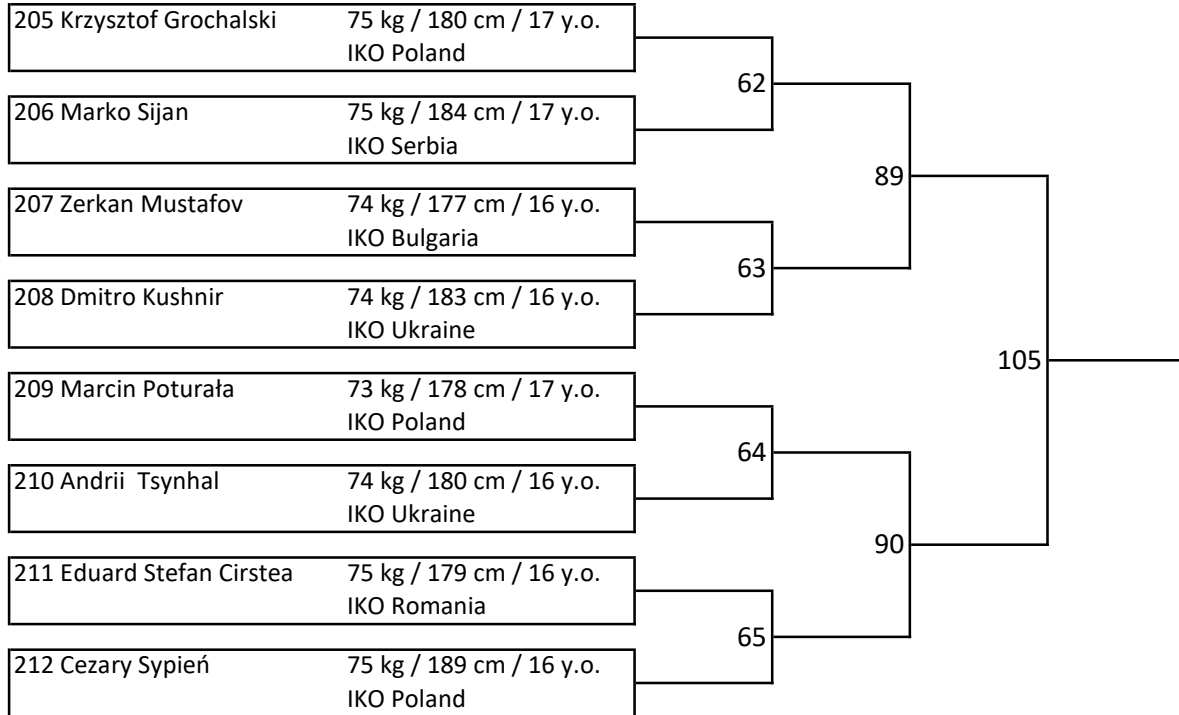 205 Krzysztof Grochalski 75 kg / 180 cm / 17 y.o.
IKO Poland
62
206 Marko Sijan 75 kg / 184 cm / 17 y.o.
IKO Serbia
89
207 Zerkan Mustafov 74 kg / 177 cm / 16 y.o.
IKO Bulgaria
63
208 Dmitro Kushnir 74 kg / 183 cm / 16 y.o.
IKO Ukraine
105
209 Marcin Poturała 73 kg / 178 cm / 17 y.o.
IKO Poland
64
210 Andrii Tsynhal 74 kg / 180 cm / 16 y.o.
IKO Ukraine
90
211 Eduard Stefan Cirstea 75 kg / 179 cm / 16 y.o.
IKO Romania
65
212 Cezary Sypień 75 kg / 189 cm / 16 y.o.
IKO Poland